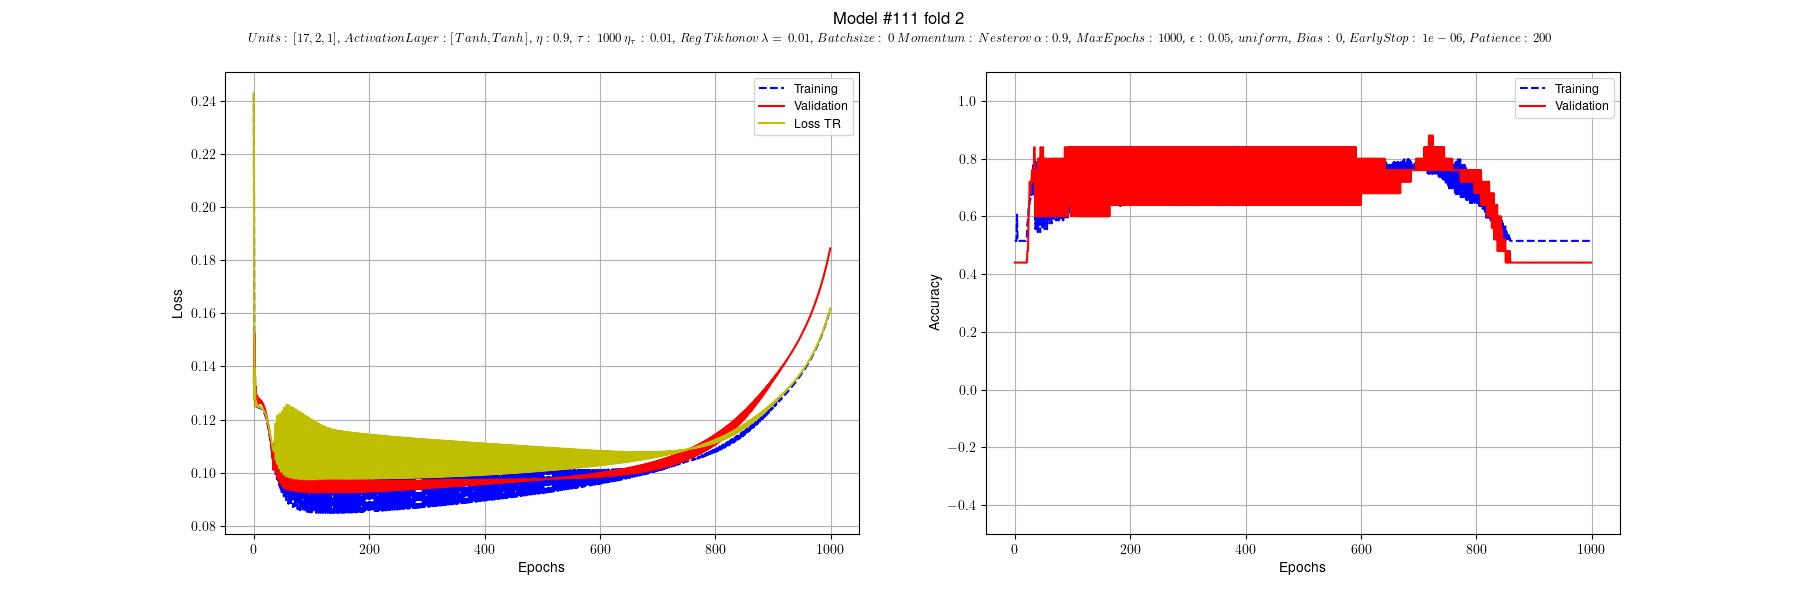 Model #111 fold 2
Units : [17, 2, 1], ActivationLayer : [Tanh, Tanh], η : 0.9, τ : 1000 ητ : 0.01, Reg Tikhonov λ = 0.01, Batchsize : 0 Momentum : Nesterov α : 0.9, MaxEpochs : 1000, ϵ : 0.05, uniform, Bias : 0, EarlyStop : 1e − 06, Patience : 200
Training
Validation
Loss TR
0.24
0.22
0.20
0.18
0.16
0.14
0.12
0.10
0.08
Loss
0 200 400 600 800 1000
Epochs
Training
Validation
1.0
0.8
0.6
0.4
0.2
0.0
−0.2
−0.4
Accuracy
0 200 400 600 800 1000
Epochs